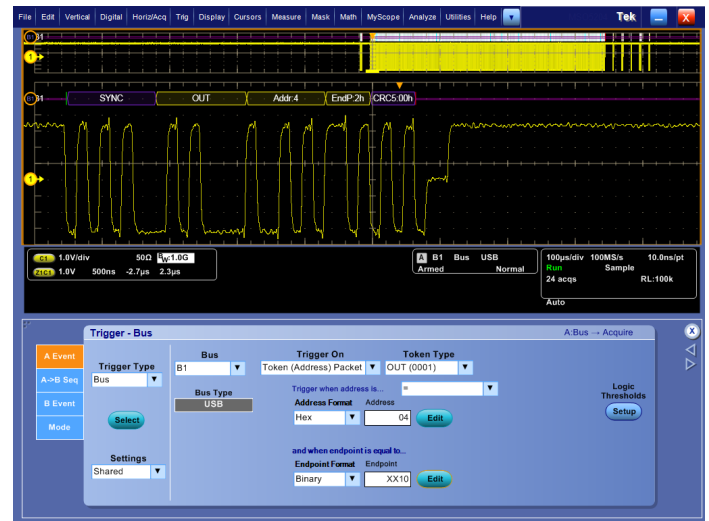 File Edit Vertical Digital Horiz/Acq Trig Display Cursors Measure Mask Math MyScope Analyze Utilities Help Tek X
B1 B1
1
B1 B1 SYNC OUT Addr:4 EndP:2h CRC5:00h
1
C1 1.0V/div 50Ω BW:1.0G
Z1C1 1.0V 500ns -2.7µs 2.3µs
A B1 Bus USB
Armed Normal
100µs/div 100MS/s 10.0ns/pt
Run Sample
24 acqs RL:100k
Auto
Trigger - Bus A:Bus → Acquire X
A Event
A->B Seq
B Event
Mode
Trigger Type
Bus
Select
Settings
Shared
Bus
B1
Bus Type
USB
Trigger On
Token (Address) Packet
Token Type
OUT (0001)
Trigger when address is... =
Address Format Address
Hex 04 Edit
and when endpoint is equal to...
Endpoint Format Endpoint
Binary XX10 Edit
Logic
Thresholds
Setup